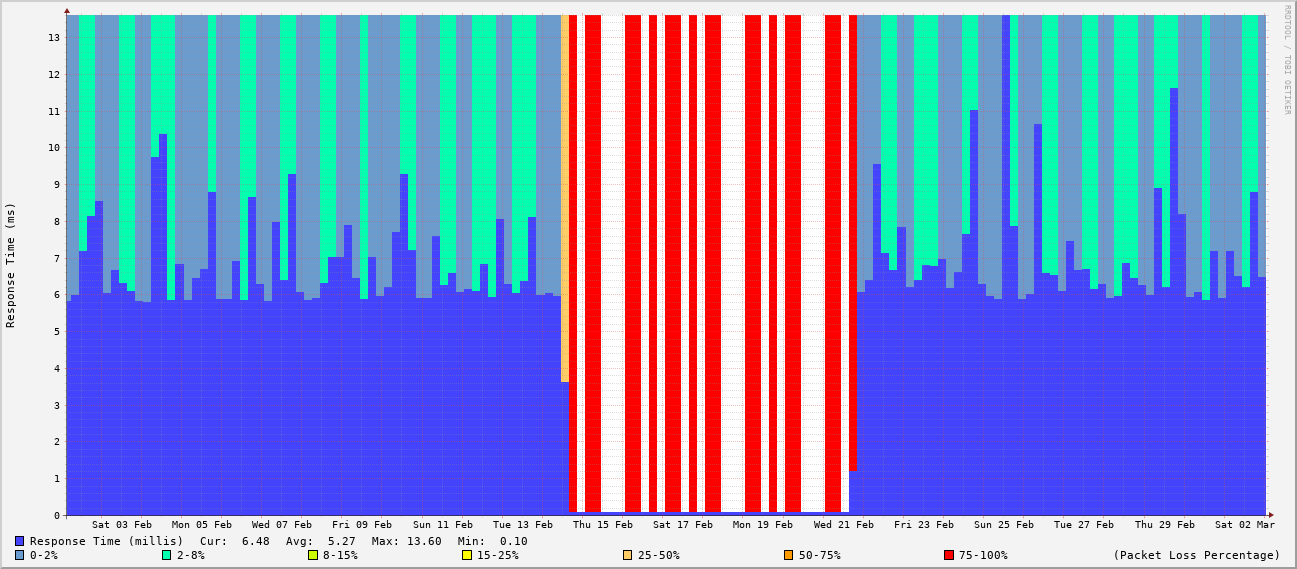 RRDTOOL / TOBI OETIKER
Response Time (ms)
13
12
11
10
9
8
7
6
5
4
3
2
1
0
Sat 03 Feb Mon 05 Feb Wed 07 Feb Fri 09 Feb Sun 11 Feb Tue 13 Feb Thu 15 Feb Sat 17 Feb Mon 19 Feb Wed 21 Feb Fri 23 Feb Sun 25 Feb Tue 27 Feb Thu 29 Feb Sat 02 Mar
Response Time (millis) Cur: 6.48 Avg: 5.27 Max: 13.60 Min: 0.10
0-2% 2-8% 8-15% 15-25% 25-50% 50-75% 75-100% (Packet Loss Percentage)